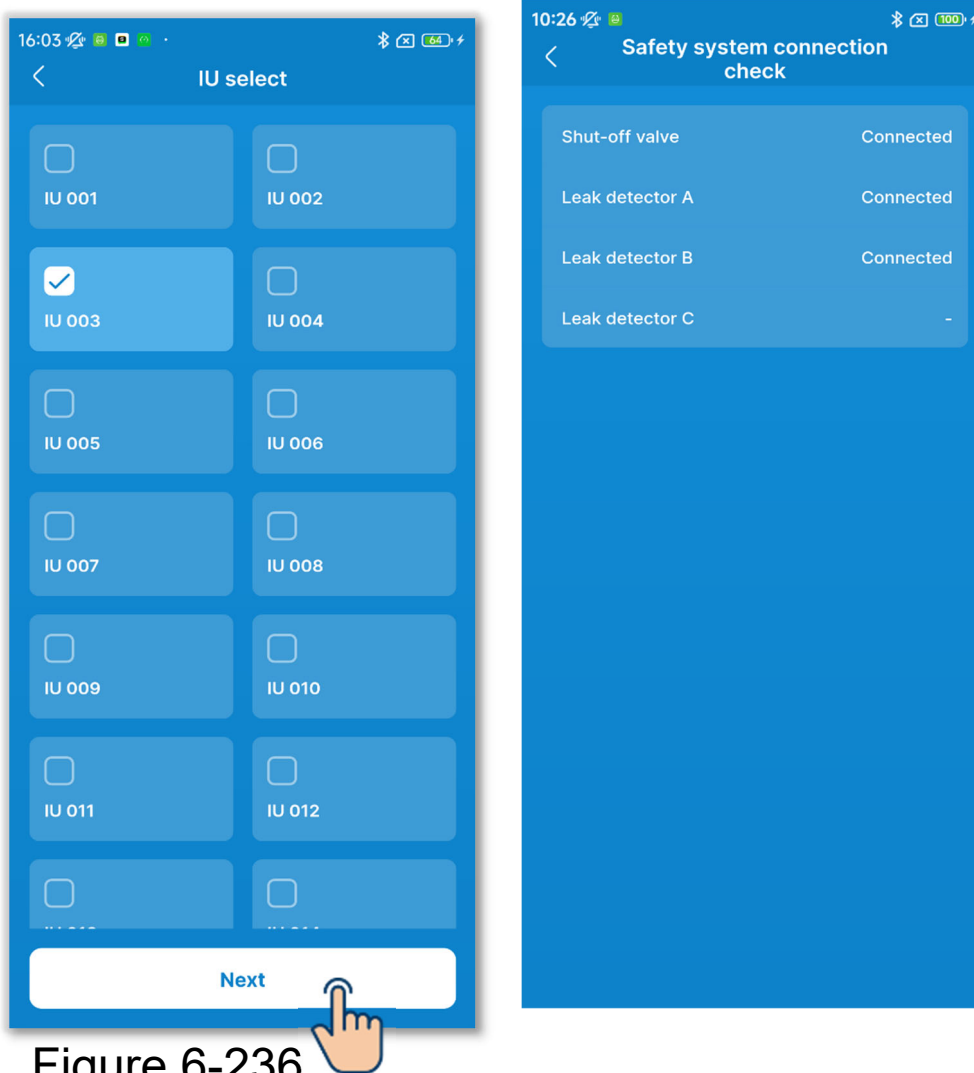 16:03
64
IU select
IU 001
IU 002
IU 003
IU 004
IU 005
IU 006
IU 007
IU 008
IU 009
IU 010
IU 011
IU 012
Next
Figure 6-236
10:26
100
Safety system connection
check
Shut-off valve Connected
Leak detector A Connected
Leak detector B Connected
Leak detector C -